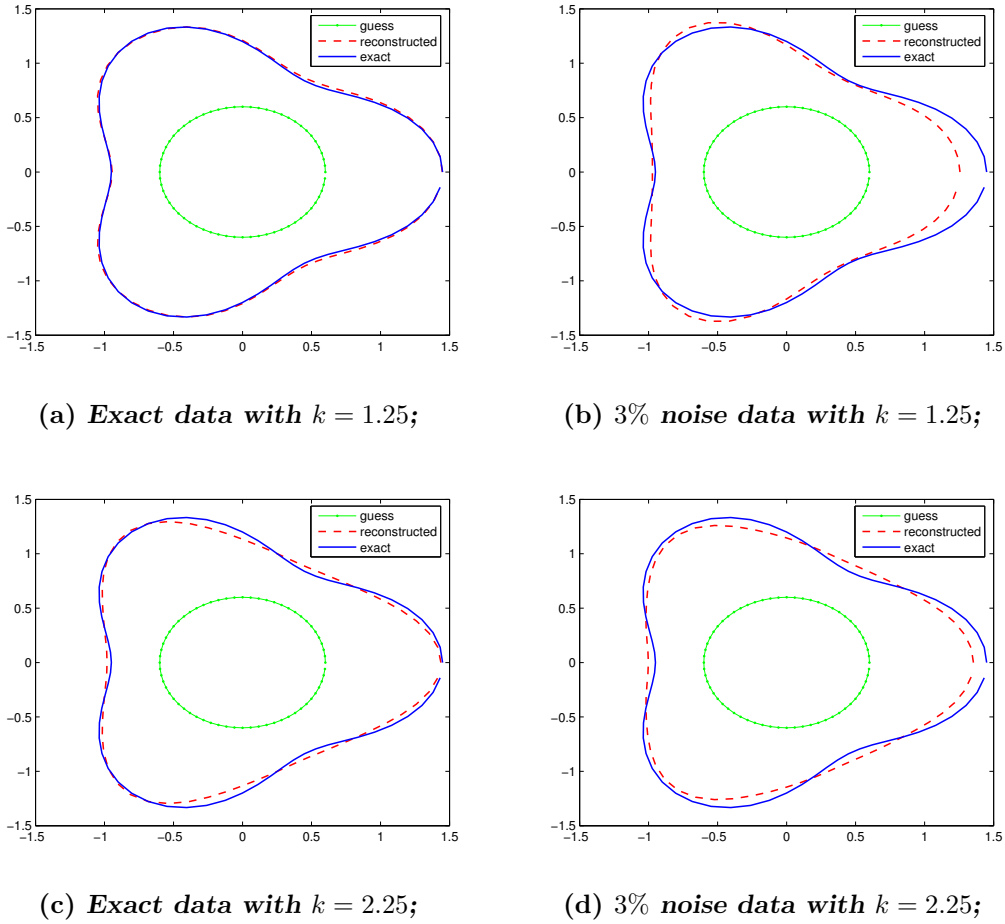 1.5
1
0.5
0
−0.5
−1
−1.5
−1.5 −1 −0.5 0 0.5 1 1.5
guess
reconstructed
exact
(a) Exact data with k = 1.25;
1.5
1
0.5
0
−0.5
−1
−1.5
−1.5 −1 −0.5 0 0.5 1 1.5
guess
reconstructed
exact
(b) 3% noise data with k = 1.25;
1.5
1
0.5
0
−0.5
−1
−1.5
−1.5 −1 −0.5 0 0.5 1 1.5
guess
reconstructed
exact
(c) Exact data with k = 2.25;
1.5
1
0.5
0
−0.5
−1
−1.5
−1.5 −1 −0.5 0 0.5 1 1.5
guess
reconstructed
exact
(d) 3% noise data with k = 2.25;